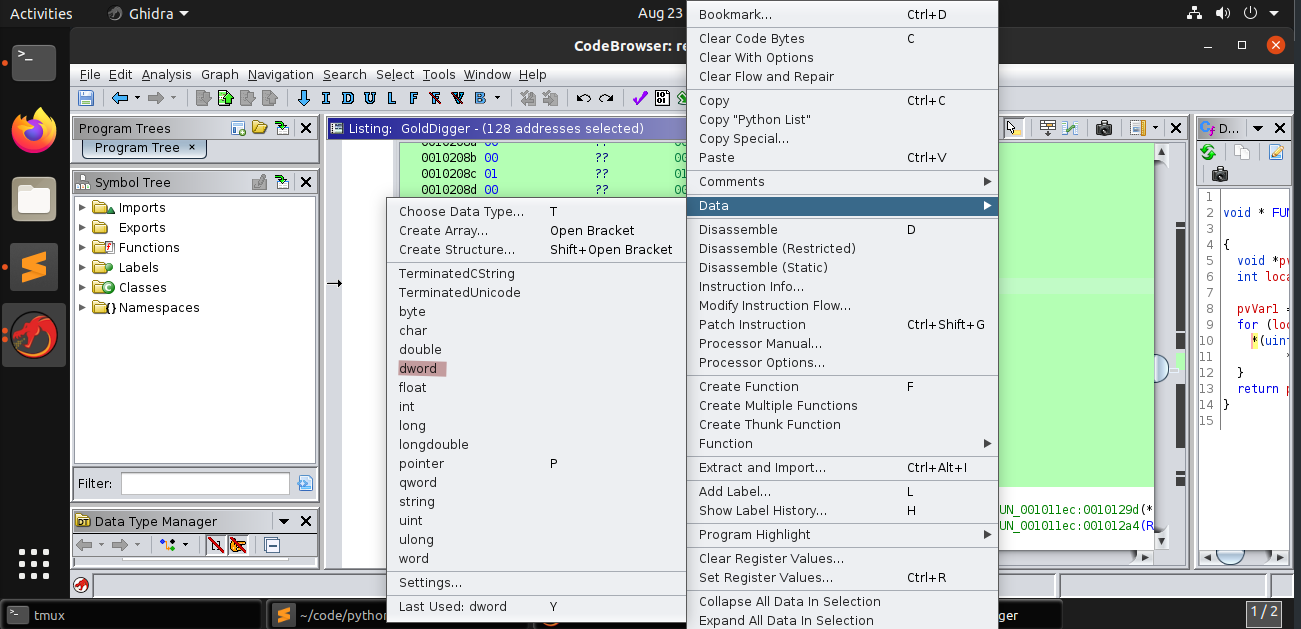 Activities
Ghidra
Aug 23
CodeBrowser: re
File Edit Analysis Graph Navigation Search Select Tools Window Help
I D U L F B
Program Trees
Program Tree ×
Symbol Tree
Imports
Exports
Functions
Labels
Classes
Namespaces
Filter:
Data Type Manager
Listing: GoldDigger - (128 addresses selected)
0010208a 00 ?? 00
0010208b 00 ?? 00
0010208c 01 ?? 01
0010208d 00 ?? 00
Choose Data Type... T
Create Array... Open Bracket
Create Structure... Shift+Open Bracket
TerminatedCString
TerminatedUnicode
byte
char
double
dword
float
int
long
longdouble
pointer P
qword
string
uint
ulong
word
Settings...
Last Used: dword Y
Bookmark... Ctrl+D
Clear Code Bytes C
Clear With Options
Clear Flow and Repair
Copy Ctrl+C
Copy "Python List"
Copy Special...
Paste Ctrl+V
Comments
Data
Disassemble D
Disassemble (Restricted)
Disassemble (Static)
Instruction Info...
Modify Instruction Flow...
Patch Instruction Ctrl+Shift+G
Processor Manual...
Processor Options...
Create Function F
Create Multiple Functions
Create Thunk Function
Function
Extract and Import... Ctrl+Alt+I
Add Label... L
Show Label History... H
Program Highlight
Clear Register Values...
Set Register Values... Ctrl+R
Collapse All Data In Selection
Expand All Data In Selection
UN_001011ec:0010129d(*
UN_001011ec:001012a4(R
D...
1
2 void * FUN
3
4 {
5 void *pv
6 int loca
7
8 pvVar1 =
9 for (loc
10 *(uin
11 *
12 }
13 return p
14 }
15
tmux
~/code/python
ger
1 / 2